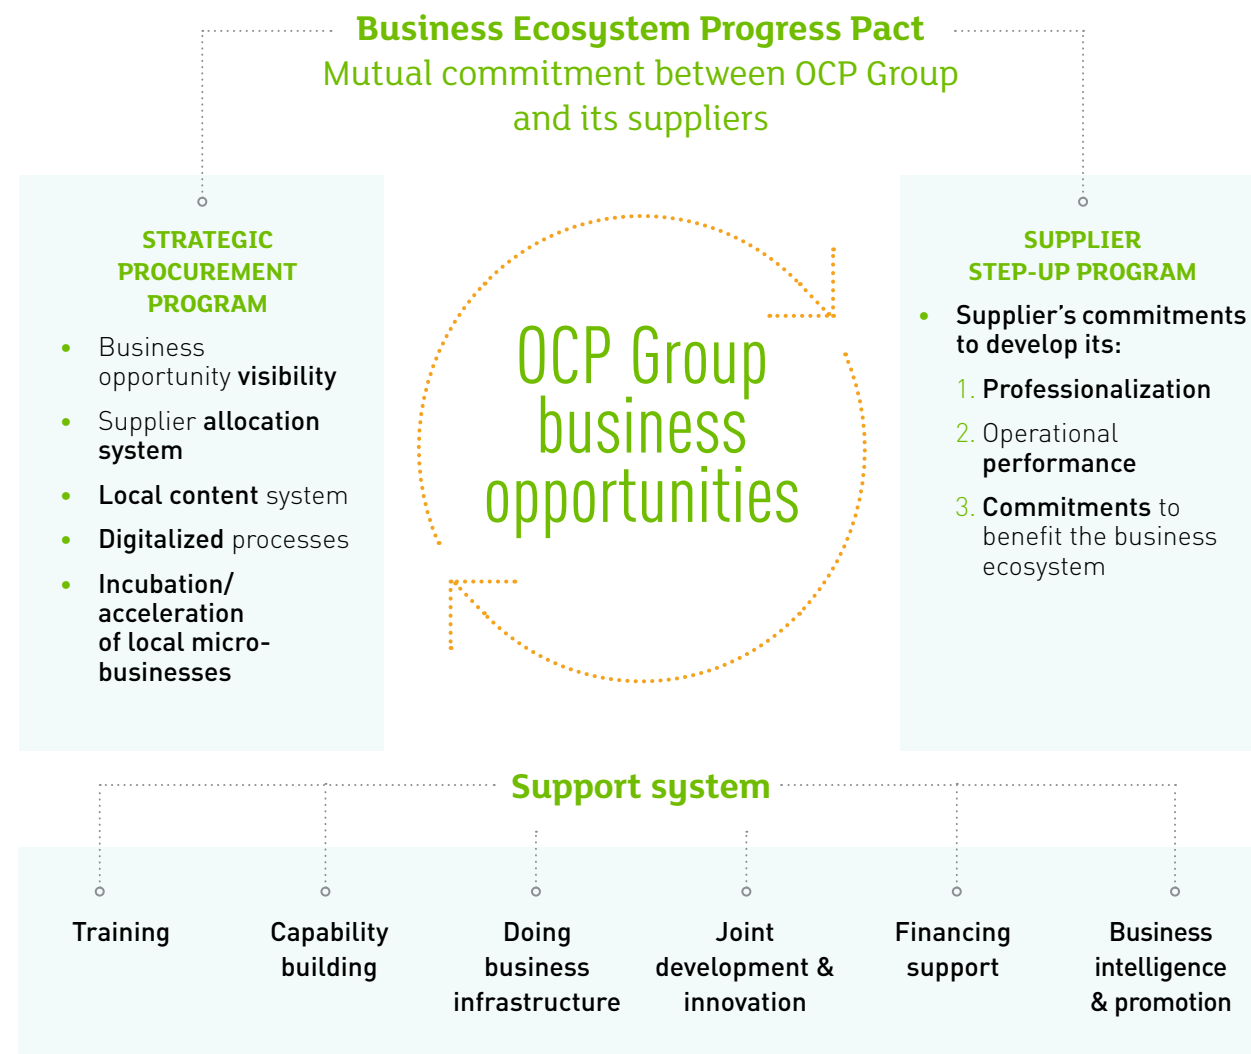 Business Ecosystem Progress Pact
Mutual commitment between OCP Group
and its suppliers
STRATEGIC
PROCUREMENT
PROGRAM
• Business
opportunity visibility
• Supplier allocation
system
• Local content system
• Digitalized processes
• Incubation/
acceleration
of local micro-
businesses
OCP Group
business
opportunities
SUPPLIER
STEP-UP PROGRAM
• Supplier's commitments
to develop its:
1. Professionalization
2. Operational
performance
3. Commitments to
benefit the business
ecosystem
Support system
Training
Capability
building
Doing
business
infrastructure
Joint
development &
innovation
Financing
support
Business
intelligence
& promotion